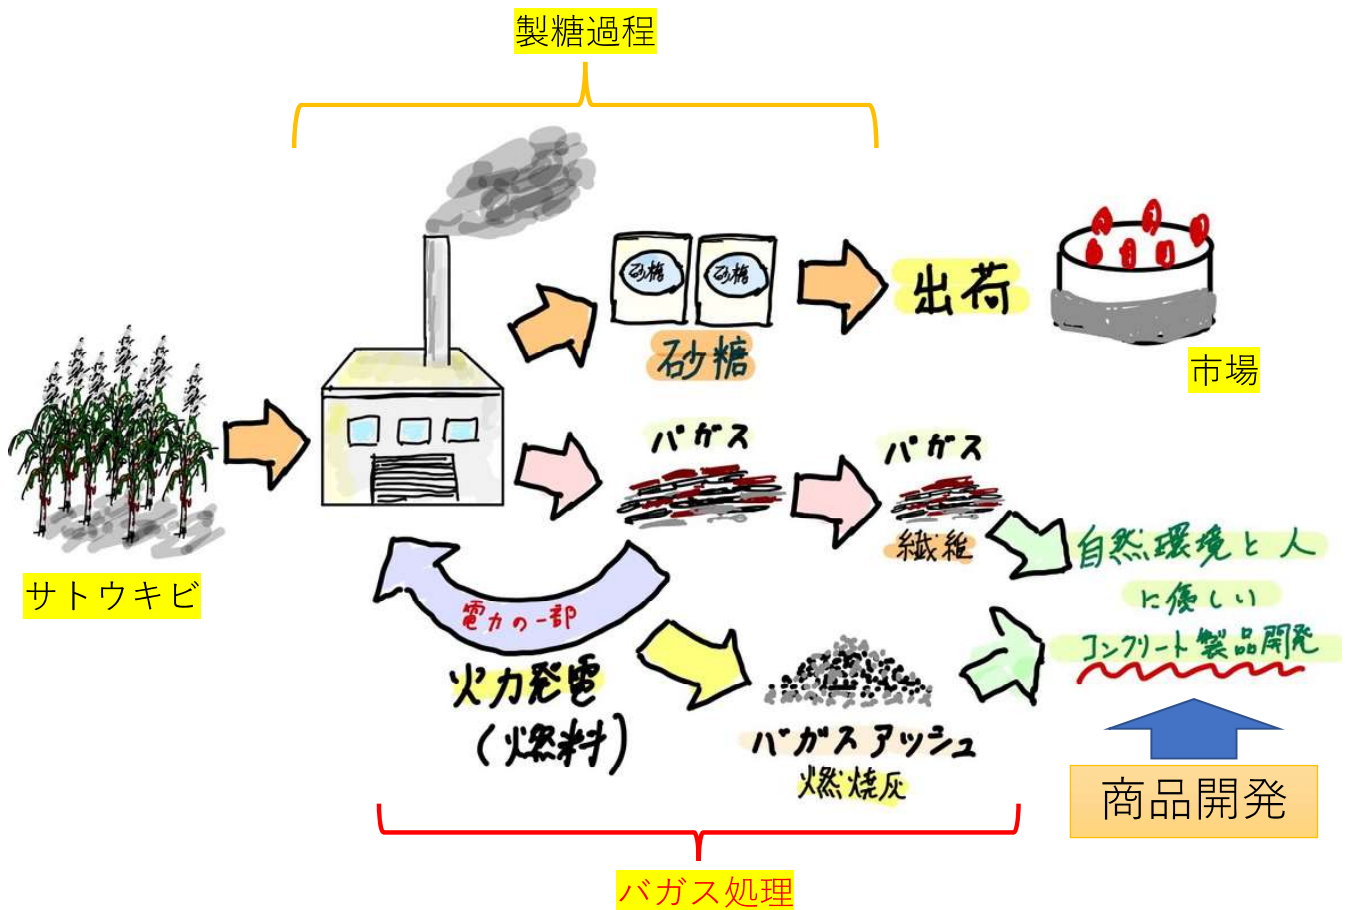 製糖過程
砂糖
砂糖
砂糖
出荷
市場
サトウキビ
バガス
バガス
繊維
自然環境と人
に優しい
コンクリート製品開発
電力の一部
火力発電
(燃料)
バガスアッシュ
燃焼灰
商品開発
バガス処理